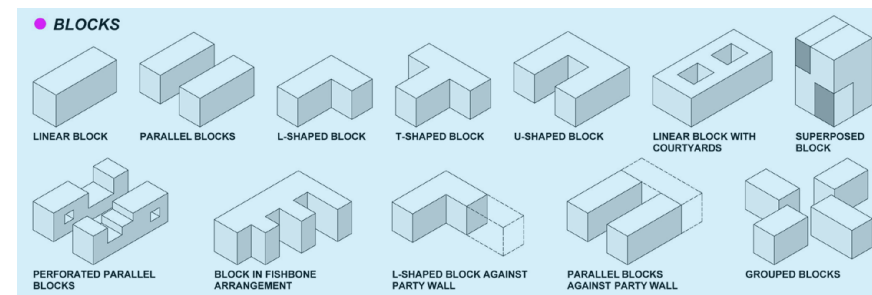 BLOCKS
LINEAR BLOCK
PARALLEL BLOCKS
L-SHAPED BLOCK
T-SHAPED BLOCK
U-SHAPED BLOCK
LINEAR BLOCK WITH
COURTYARDS
SUPERPOSED
BLOCK
PERFORATED PARALLEL
BLOCKS
BLOCK IN FISHBONE
ARRANGEMENT
L-SHAPED BLOCK AGAINST
PARTY WALL
PARALLEL BLOCKS
AGAINST PARTY WALL
GROUPED BLOCKS